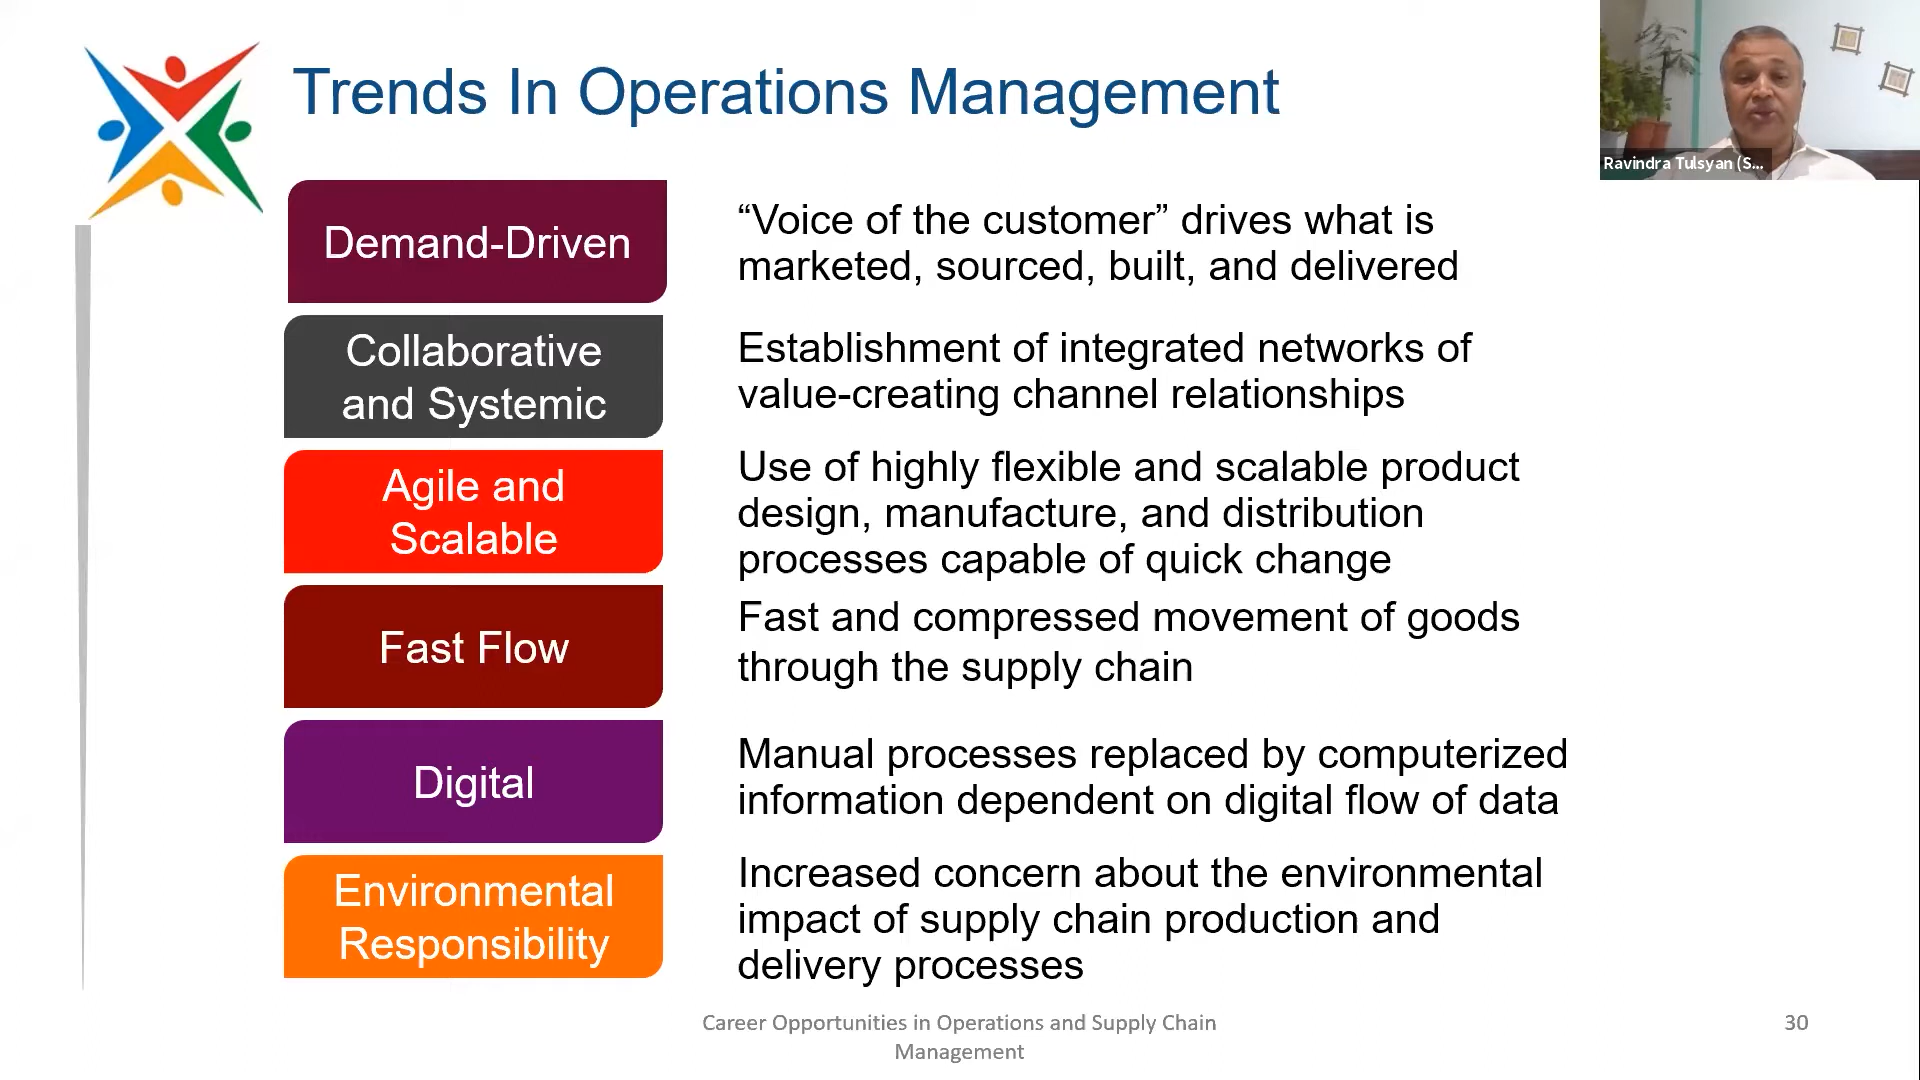 Trends In Operations Management
Ravindra Tulsyan (S...
Demand-Driven
“Voice of the customer” drives what is
marketed, sourced, built, and delivered
Collaborative
and Systemic
Establishment of integrated networks of
value-creating channel relationships
Agile and
Scalable
Use of highly flexible and scalable product
design, manufacture, and distribution
processes capable of quick change
Fast Flow
Fast and compressed movement of goods
through the supply chain
Digital
Manual processes replaced by computerized
information dependent on digital flow of data
Environmental
Responsibility
Increased concern about the environmental
impact of supply chain production and
delivery processes
Career Opportunities in Operations and Supply Chain
Management
30